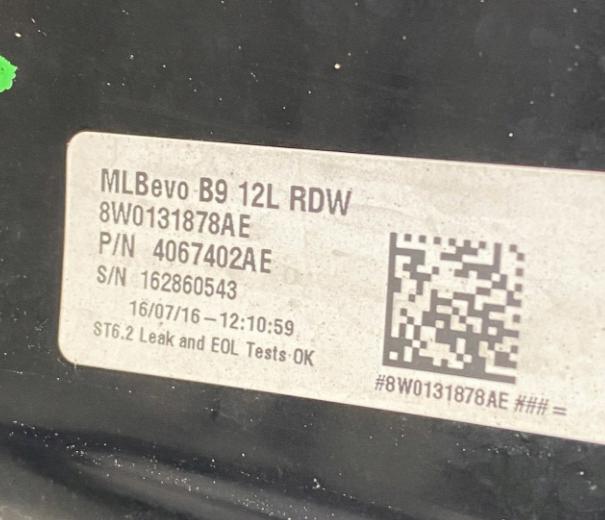 MLBevo B9 12L RDW
8W0131878AE
P/N 4067402AE
S/N 162860543
16/07/16–12:10:59
ST6.2 Leak and EOL Tests OK
#8W0131878AE ###=